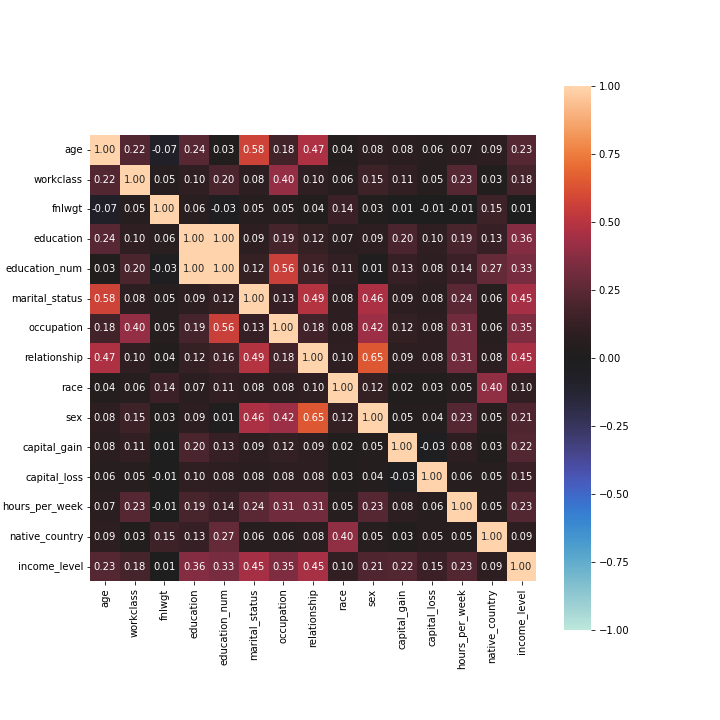 age 1.00 0.22 -0.07 0.24 0.03 0.58 0.18 0.47 0.04 0.08 0.08 0.06 0.07 0.09 0.23
workclass 0.22 1.00 0.05 0.10 0.20 0.08 0.40 0.10 0.06 0.15 0.11 0.05 0.23 0.03 0.18
fnlwgt -0.07 0.05 1.00 0.06 -0.03 0.05 0.05 0.04 0.14 0.03 0.01 -0.01 -0.01 0.15 0.01
education 0.24 0.10 0.06 1.00 1.00 0.09 0.19 0.12 0.07 0.09 0.20 0.10 0.19 0.13 0.36
education_num 0.03 0.20 -0.03 1.00 1.00 0.12 0.56 0.16 0.11 0.01 0.13 0.08 0.14 0.27 0.33
marital_status 0.58 0.08 0.05 0.09 0.12 1.00 0.13 0.49 0.08 0.46 0.09 0.08 0.24 0.06 0.45
occupation 0.18 0.40 0.05 0.19 0.56 0.13 1.00 0.18 0.08 0.42 0.12 0.08 0.31 0.06 0.35
relationship 0.47 0.10 0.04 0.12 0.16 0.49 0.18 1.00 0.10 0.65 0.09 0.08 0.31 0.08 0.45
race 0.04 0.06 0.14 0.07 0.11 0.08 0.08 0.10 1.00 0.12 0.02 0.03 0.05 0.40 0.10
sex 0.08 0.15 0.03 0.09 0.01 0.46 0.42 0.65 0.12 1.00 0.05 0.04 0.23 0.05 0.21
capital_gain 0.08 0.11 0.01 0.20 0.13 0.09 0.12 0.09 0.02 0.05 1.00 -0.03 0.08 0.03 0.22
capital_loss 0.06 0.05 -0.01 0.10 0.08 0.08 0.08 0.08 0.03 0.04 -0.03 1.00 0.06 0.05 0.15
hours_per_week 0.07 0.23 -0.01 0.19 0.14 0.24 0.31 0.31 0.05 0.23 0.08 0.06 1.00 0.05 0.23
native_country 0.09 0.03 0.15 0.13 0.27 0.06 0.06 0.08 0.40 0.05 0.03 0.05 0.05 1.00 0.09
income_level 0.23 0.18 0.01 0.36 0.33 0.45 0.35 0.45 0.10 0.21 0.22 0.15 0.23 0.09 1.00
age
workclass
fnlwgt
education
education_num
marital_status
occupation
relationship
race
sex
capital_gain
capital_loss
hours_per_week
native_country
income_level
1.00
0.75
0.50
0.25
0.00
−0.25
−0.50
−0.75
−1.00